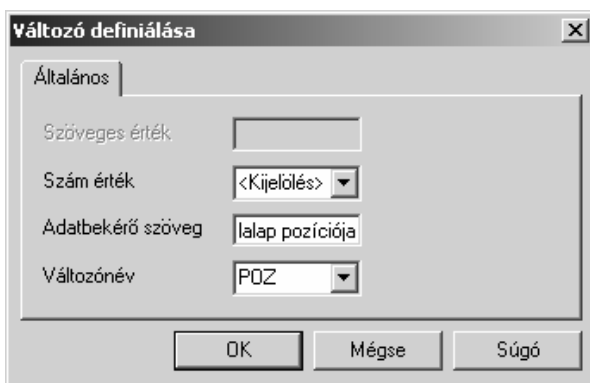 Változó definiálása
Általános
Szöveges érték
Szám érték <Kijelölés>
Adatbekérő szöveg lalap pozíciója
Változónév POZ
OK Mégse Súgó